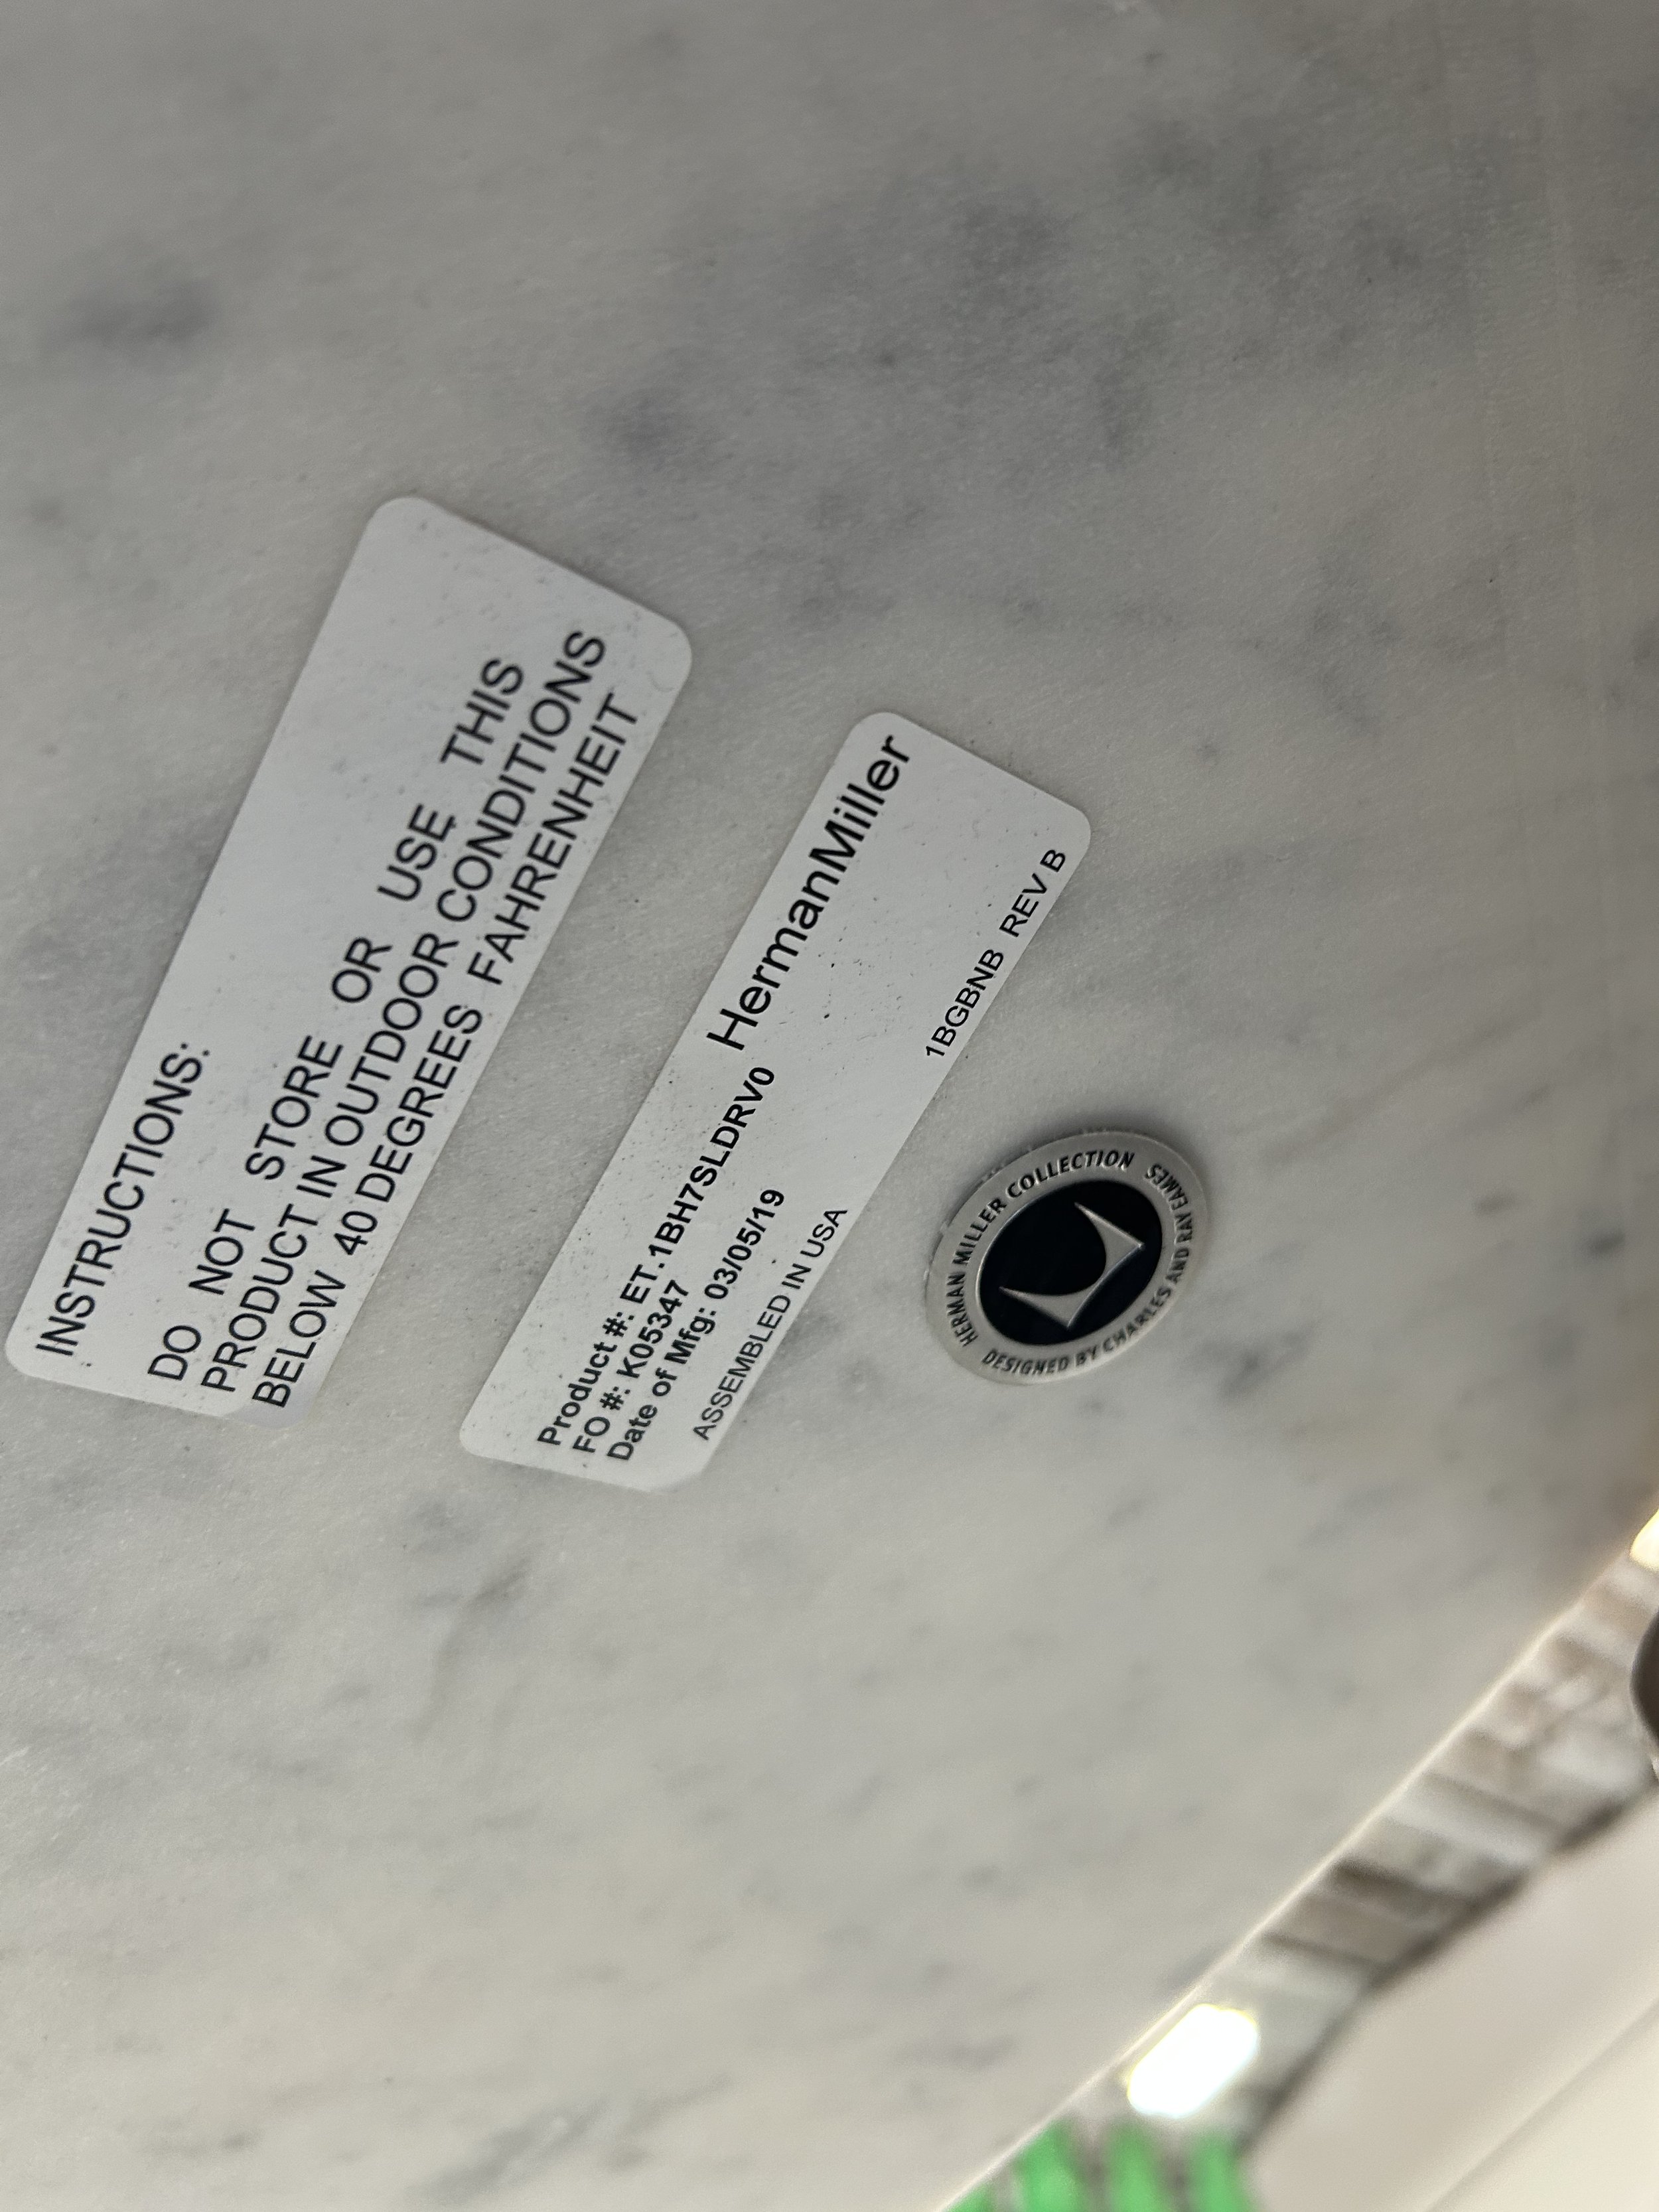 INSTRUCTIONS:
DO NOT STORE OR USE THIS
PRODUCT IN OUTDOOR CONDITIONS
BELOW 40 DEGREES FAHRENHEIT
Product #: ET.1BH7SLDRV0 HermanMiller
FO #: K05347
Date of Mfg: 03/05/19
ASSEMBLED IN USA 1BGBNB REV B
HERMAN MILLER COLLECTION
DESIGNED BY CHARLES AND RAY EAMES